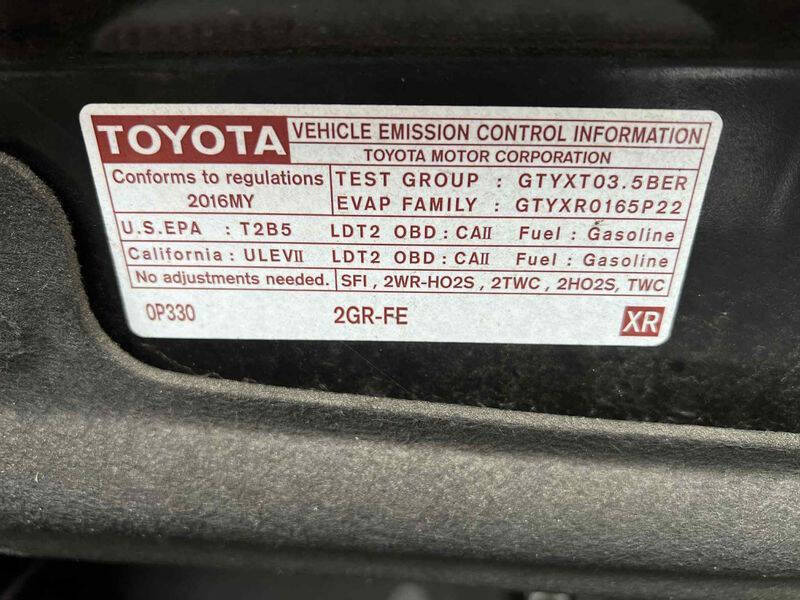 TOYOTA VEHICLE EMISSION CONTROL INFORMATION
TOYOTA MOTOR CORPORATION
Conforms to regulations
2016MY
TEST GROUP : GTYXT03.5BER
EVAP FAMILY : GTYXR0165P22
U.S.EPA : T2B5 LDT2 OBD : CAII Fuel : Gasoline
California : ULEVII LDT2 OBD : CAII Fuel : Gasoline
No adjustments needed. SFI , 2WR-HO2S , 2TWC , 2HO2S, TWC
0P330 2GR-FE XR